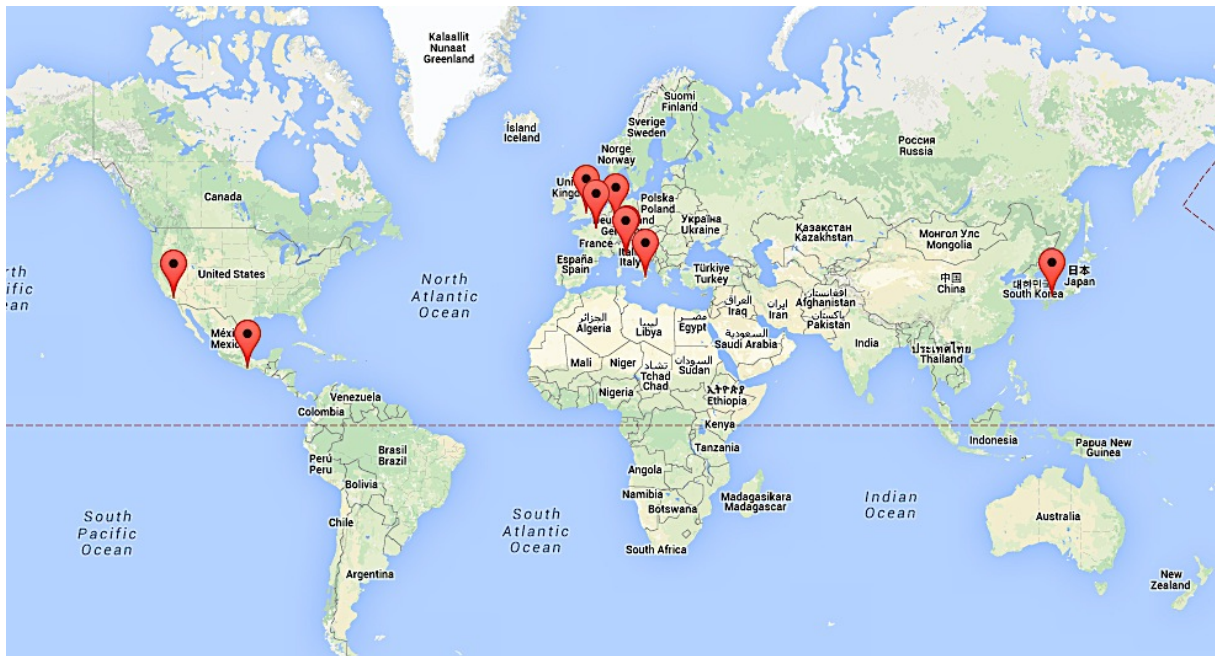 Kalaallit
Nunaat
Greenland
Suomi
Finland
Ísland
Iceland
Sverige
Sweden
Norge
Norway
Россия
Russia
Canada
Polska
Poland
Україна
Ukraine
Қазақстан
Kazakhstan
Монгол Улс
Mongolia
France
España
Spain
Italy
Türkiye
Turkey
United States
中国
China
South Korea
日本
Japan
North
Atlantic
Ocean
العراق
Iraq
ایران
Iran
افغانستان
Afghanistan
پاکستان
Pakistan
الجزائر
Algeria
ليبيا
Libya
مصر
Egypt
السعودية
Saudi Arabia
India
ประเทศไทย
Thailand
Mali
Niger
تشاد
Tchad
Chad
السودان
Sudan
Nigeria
ኢትዮጵያ
Ethiopia
Venezuela
Colombia
Kenya
Tanzania
Indonesia
Papua New
Guinea
Perú
Peru
Brasil
Brazil
Bolivia
Angola
Namibia
Botswana
Madagasikara
Madagascar
Indian
Ocean
South
Pacific
Ocean
Chile
South
Atlantic
Ocean
Australia
South Africa
Argentina
New
Zealand